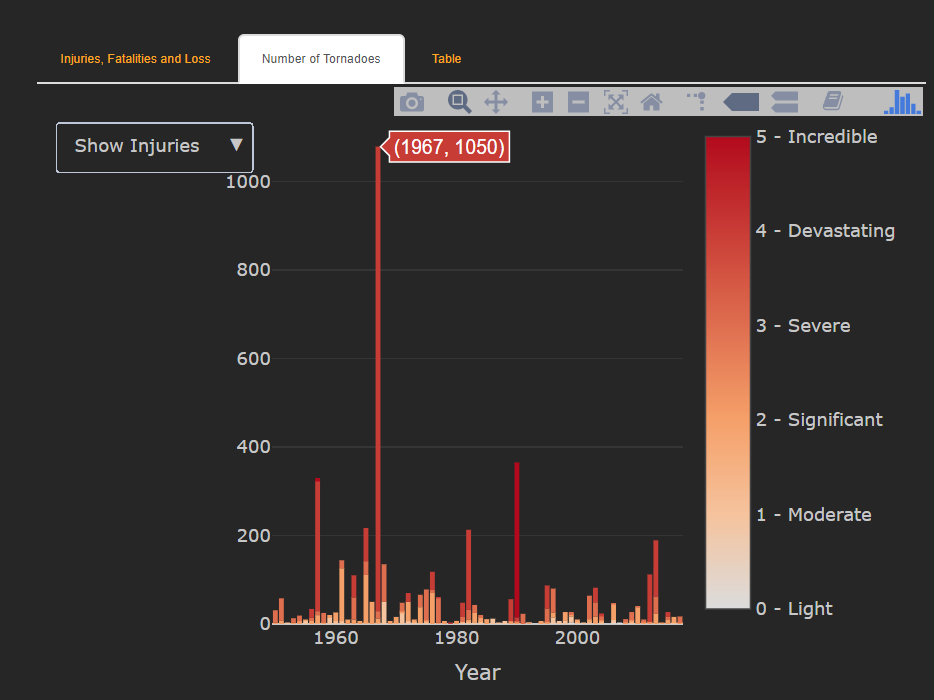 Injuries, Fatalities and Loss
Number of Tornadoes
Table
Show Injuries ▼
(1967, 1050)
1000
800
600
400
200
0
1960
1980
2000
Year
5 - Incredible
4 - Devastating
3 - Severe
2 - Significant
1 - Moderate
0 - Light